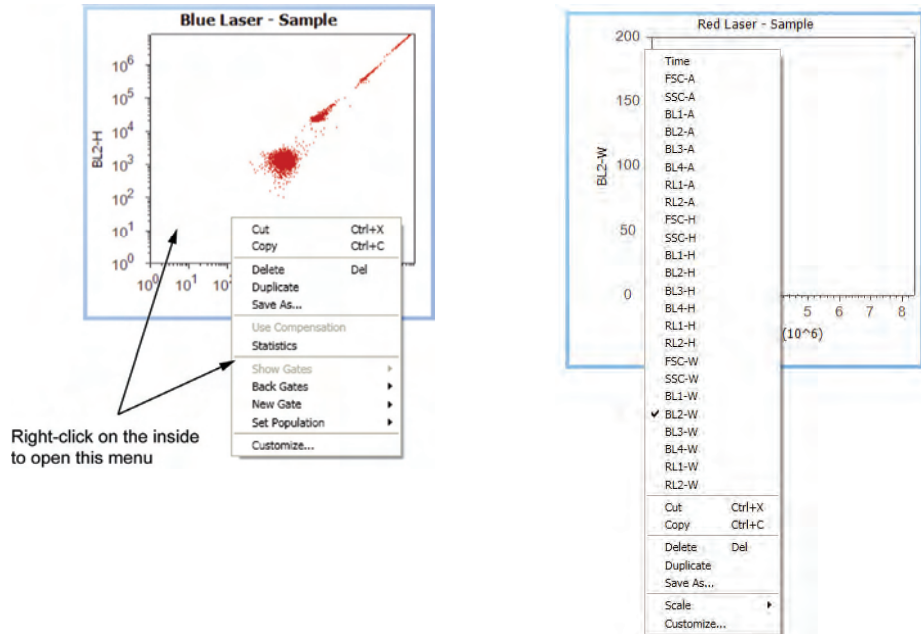 Blue Laser - Sample
BL2-H
10^6
10^5
10^4
10^3
10^2
10^1
10^0
10^0 10^1 10^2
Cut Ctrl+X
Copy Ctrl+C
Delete Del
Duplicate
Save As...
Use Compensation
Statistics
Show Gates
Back Gates
New Gate
Set Population
Customize...
Right-click on the inside
to open this menu
Red Laser - Sample
BL2-W
200
150
100
50
0
5 6 7 8
(10^6)
Time
FSC-A
SSC-A
BL1-A
BL2-A
BL3-A
BL4-A
RL1-A
RL2-A
FSC-H
SSC-H
BL1-H
BL2-H
BL3-H
BL4-H
RL1-H
RL2-H
FSC-W
SSC-W
BL1-W
BL2-W
BL3-W
BL4-W
RL1-W
RL2-W
Cut Ctrl+X
Copy Ctrl+C
Delete Del
Duplicate
Save As...
Scale
Customize...